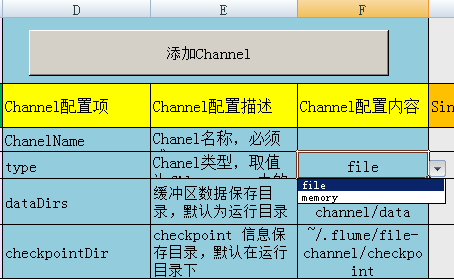 D E F
添加Channel
Channel配置项 Channel配置描述 Channel配置内容 Sin
ChanelName Chanel名称，必须
type Chanel类型，取值 file
file
memory
dataDirs 缓冲区数据保存目
录，默认为运行目录 channel/data
checkpointDir checkpoint 信息保
存目录，默认在运行
目录下
~/.flume/file-
channel/checkpo
int